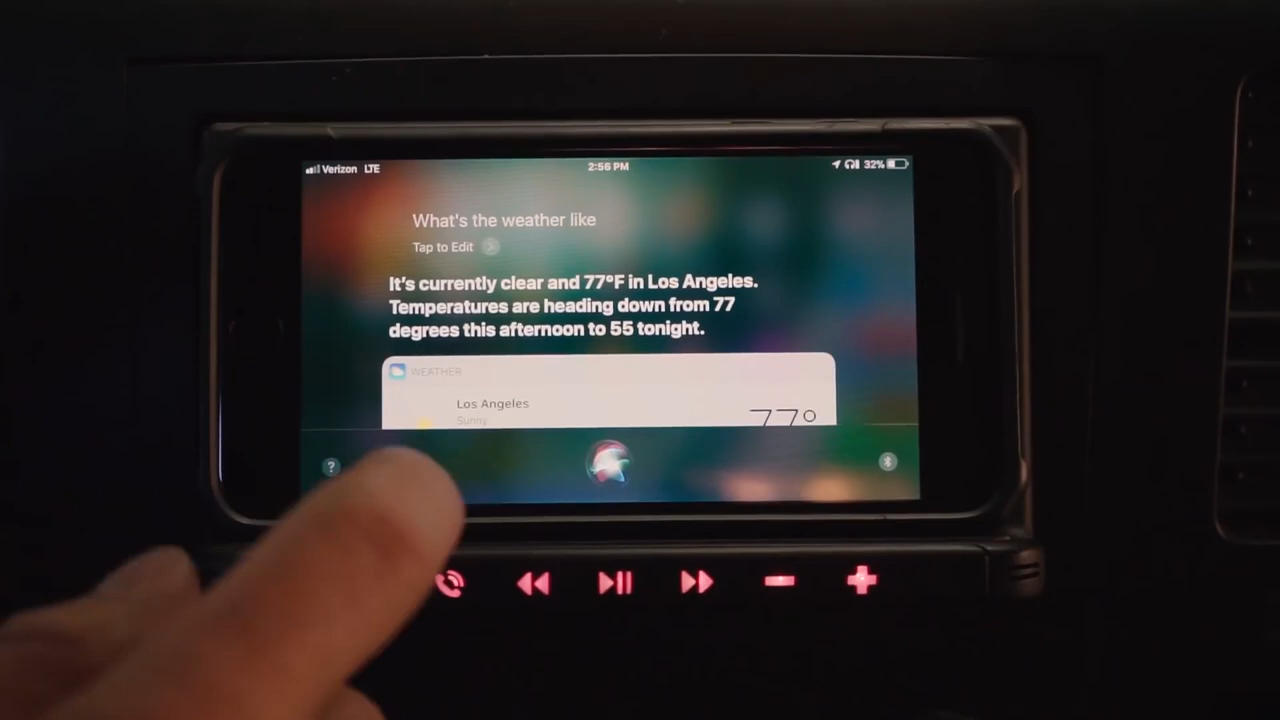 Verizon LTE 2:56 PM 32%
What's the weather like
Tap to Edit
It's currently clear and 77°F in Los Angeles.
Temperatures are heading down from 77
degrees this afternoon to 55 tonight.
WEATHER
Los Angeles
Sunny
77°
?